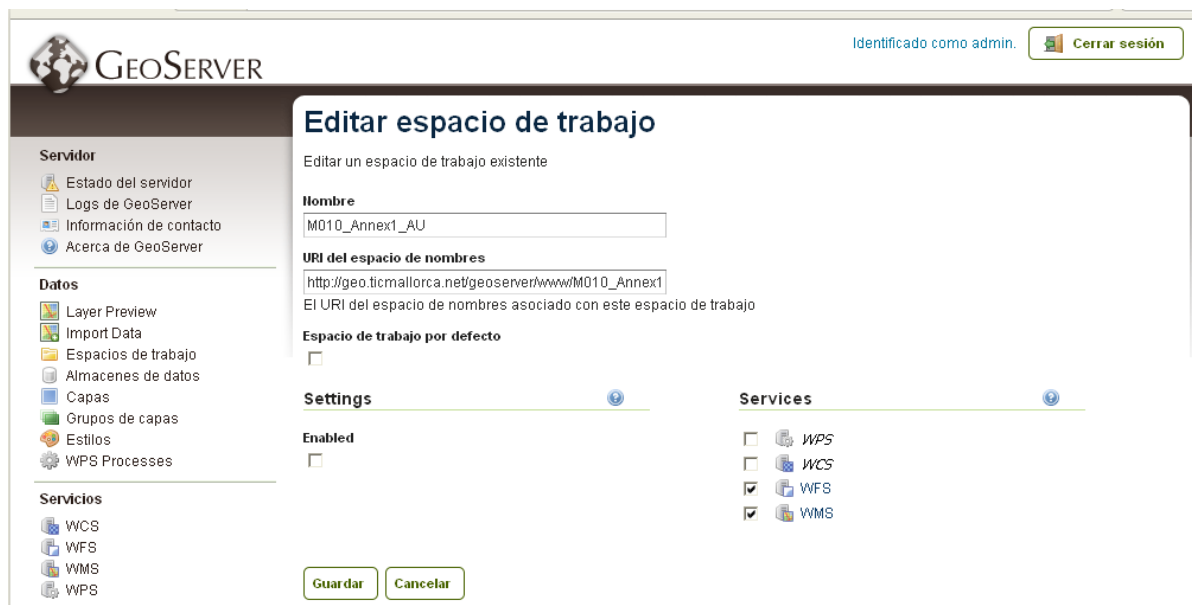 GEOSERVER
Identificado como admin.
Cerrar sesión
Servidor
Estado del servidor
Logs de GeoServer
Información de contacto
Acerca de GeoServer
Datos
Layer Preview
Import Data
Espacios de trabajo
Almacenes de datos
Capas
Grupos de capas
Estilos
WPS Processes
Servicios
WCS
WFS
WMS
WPS
Editar espacio de trabajo
Editar un espacio de trabajo existente
Nombre
M010_Annex1_AU
URI del espacio de nombres
http://geo.ticmallorca.net/geoserver/www/M010_Annex1
El URI del espacio de nombres asociado con este espacio de trabajo
Espacio de trabajo por defecto
Settings
Enabled
Services
WPS
WCS
WFS
WMS
Guardar
Cancelar